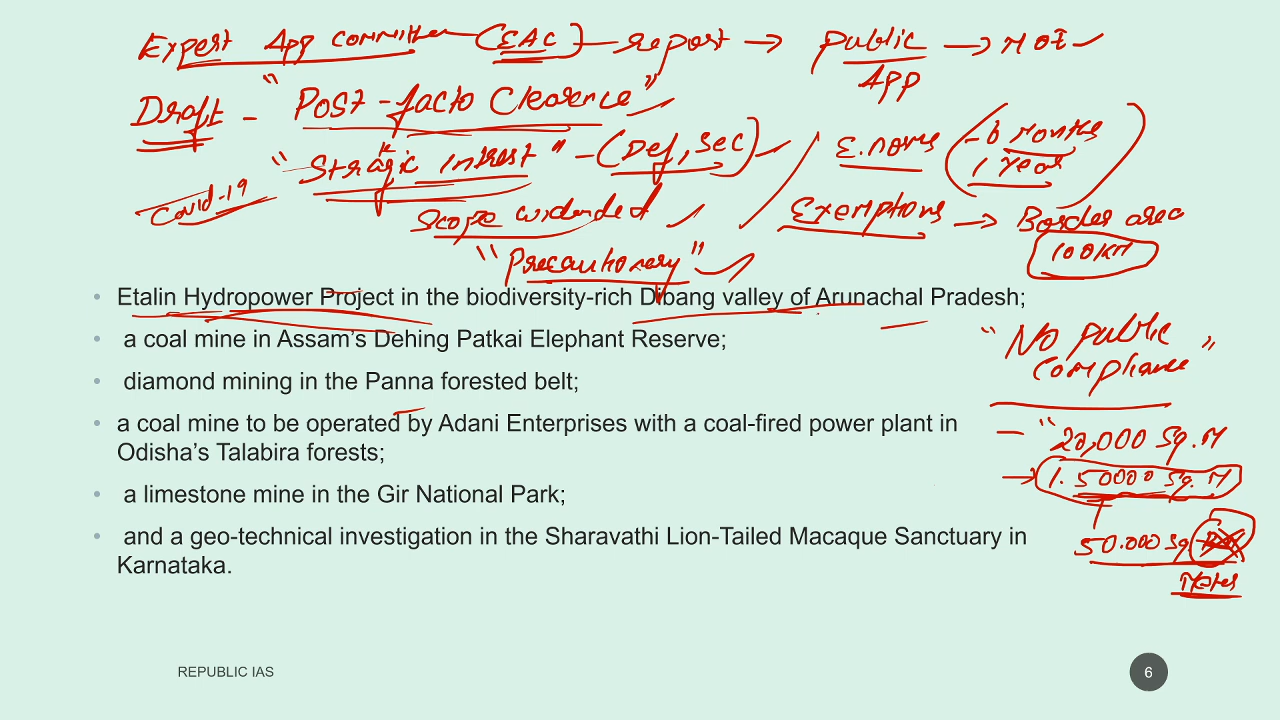 Expert App committee (EAC) - report → public → MOE ✓
App
Draft - "Post-facto Clearence"
"Stragic intrest" - (Def, sec)
E.norms (-6 Months
1 year)
Covid-19
Scope widended
Exemptions → Border area
100KM
"Precautionary"
• Etalin Hydropower Project in the biodiversity-rich Dibang valley of Arunachal Pradesh;
• a coal mine in Assam's Dehing Patkai Elephant Reserve;
"No public
compliance"
• diamond mining in the Panna forested belt;
• a coal mine to be operated by Adani Enterprises with a coal-fired power plant in
Odisha's Talabira forests;
- "20,000 Sq.M
→ 1.50000 Sq.M
• a limestone mine in the Gir National Park;
• and a geo-technical investigation in the Sharavathi Lion-Tailed Macaque Sanctuary in
Karnataka.
50.000 Sq.
Meters
REPUBLIC IAS
6